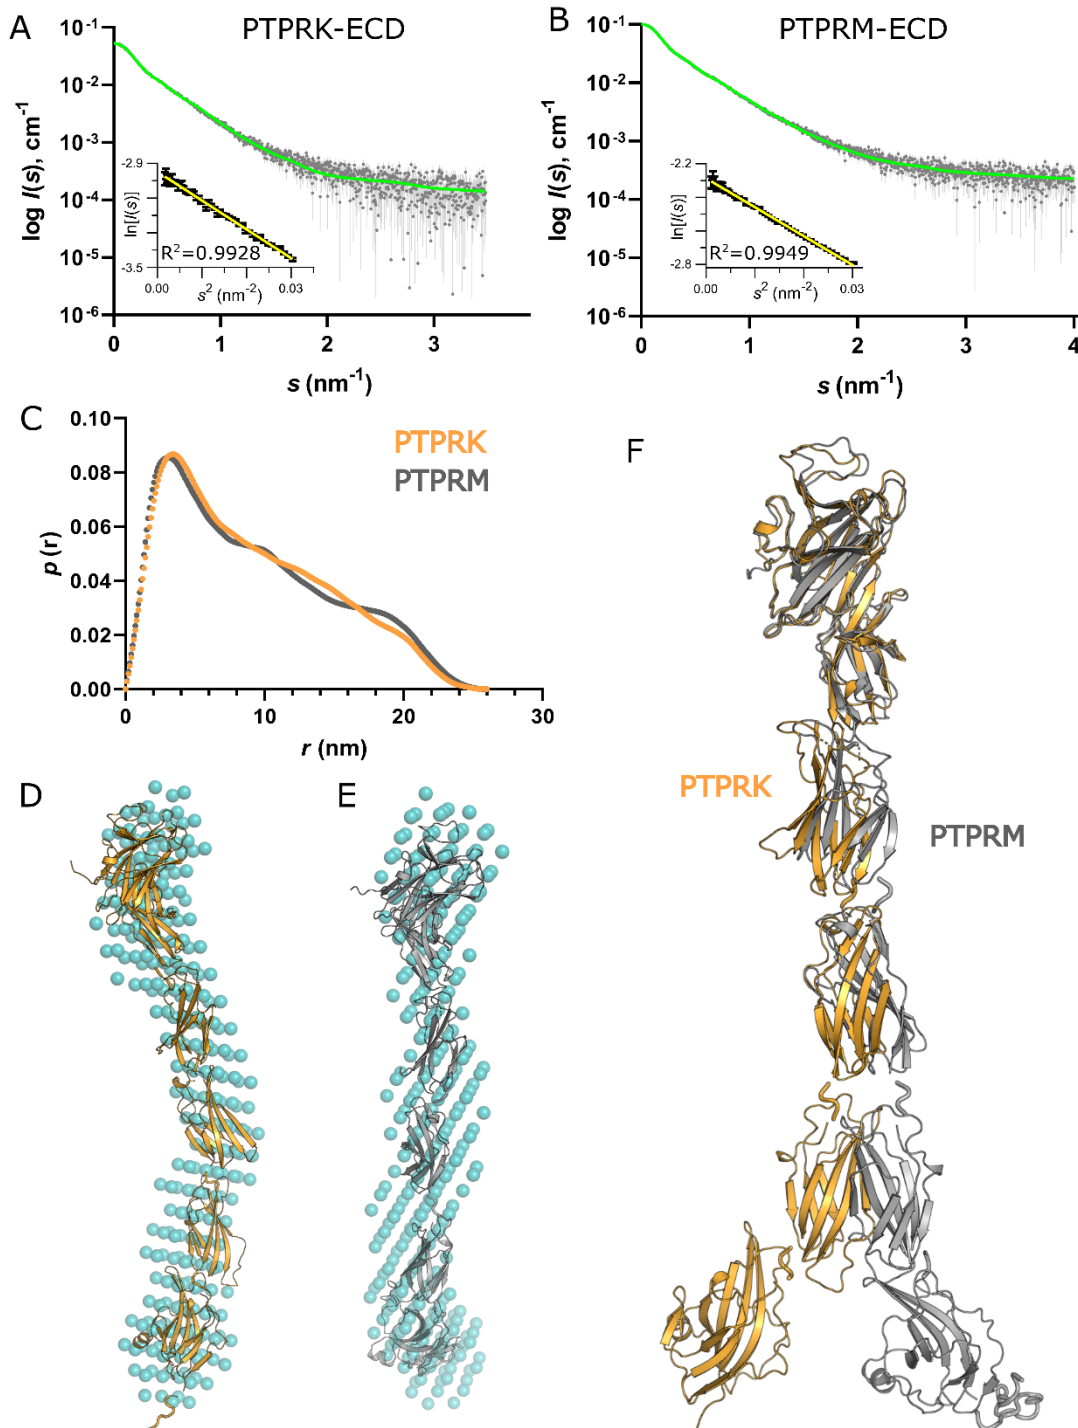 A
PTPRK-ECD
10-1
10-2
10-3
10-4
10-5
10-6
log I(s), cm-1
-2.9
-3.5
ln[I(s)]
R2=0.9928
0.00
0.03
s2 (nm-2)
0
1
2
3
s (nm-1)
B
PTPRM-ECD
10-1
10-2
10-3
10-4
10-5
10-6
log I(s), cm-1
-2.2
-2.8
ln[I(s)]
R2=0.9949
0.00
0.03
s2 (nm-2)
0
1
2
3
4
s (nm-1)
C
0.10
0.08
0.06
0.04
0.02
0.00
p(r)
PTPRK
PTPRM
0
10
20
30
r (nm)
D
E
F
PTPRK
PTPRM